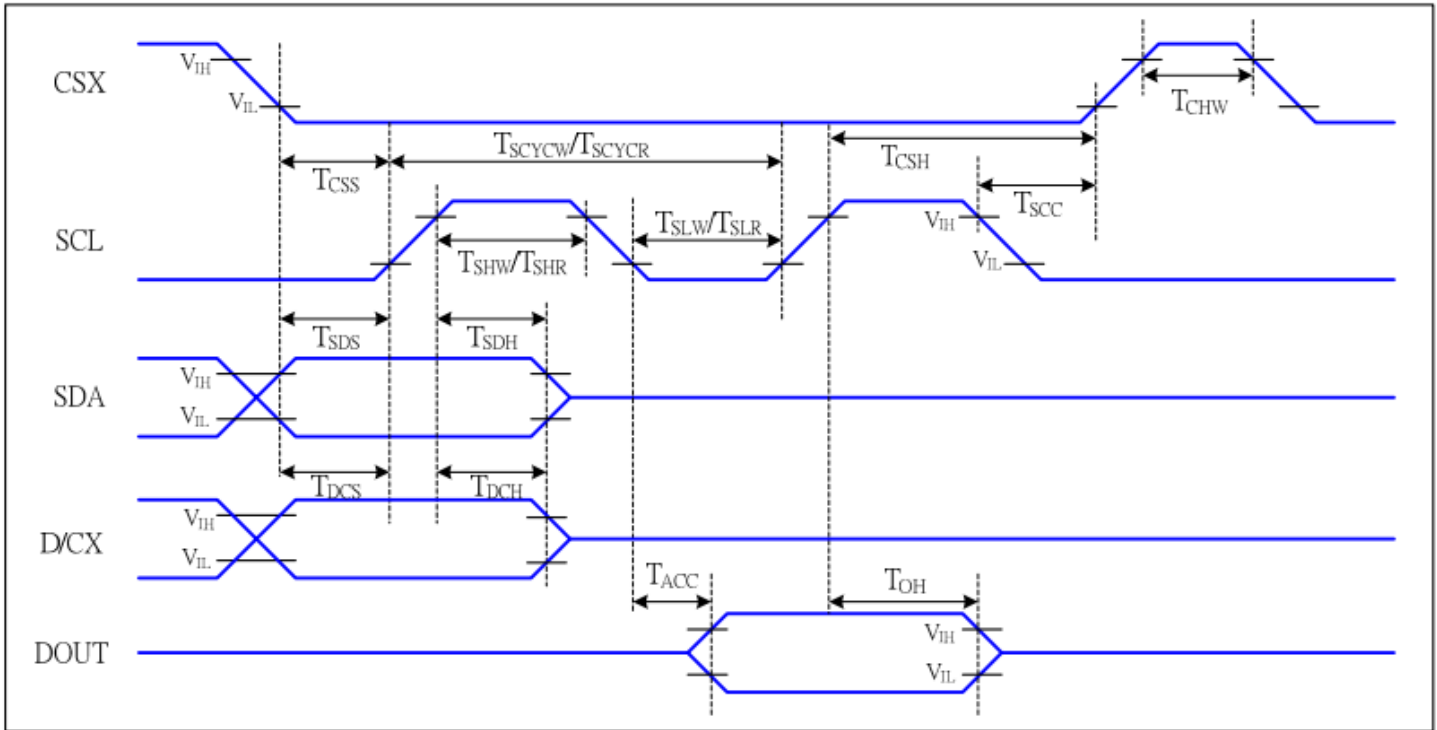 CSX
VIH
VIL
TCHW
TSCYCW/TSCYCR
TCSS
TCSH
TSCC
SCL
TSLW/TSLR
VIH
TSHW/TSHR
VIL
TSDS
TSDH
SDA
VIH
VIL
TDCS
TDCH
D/CX
VIH
VIL
TACC
TOH
DOUT
VIH
VIL